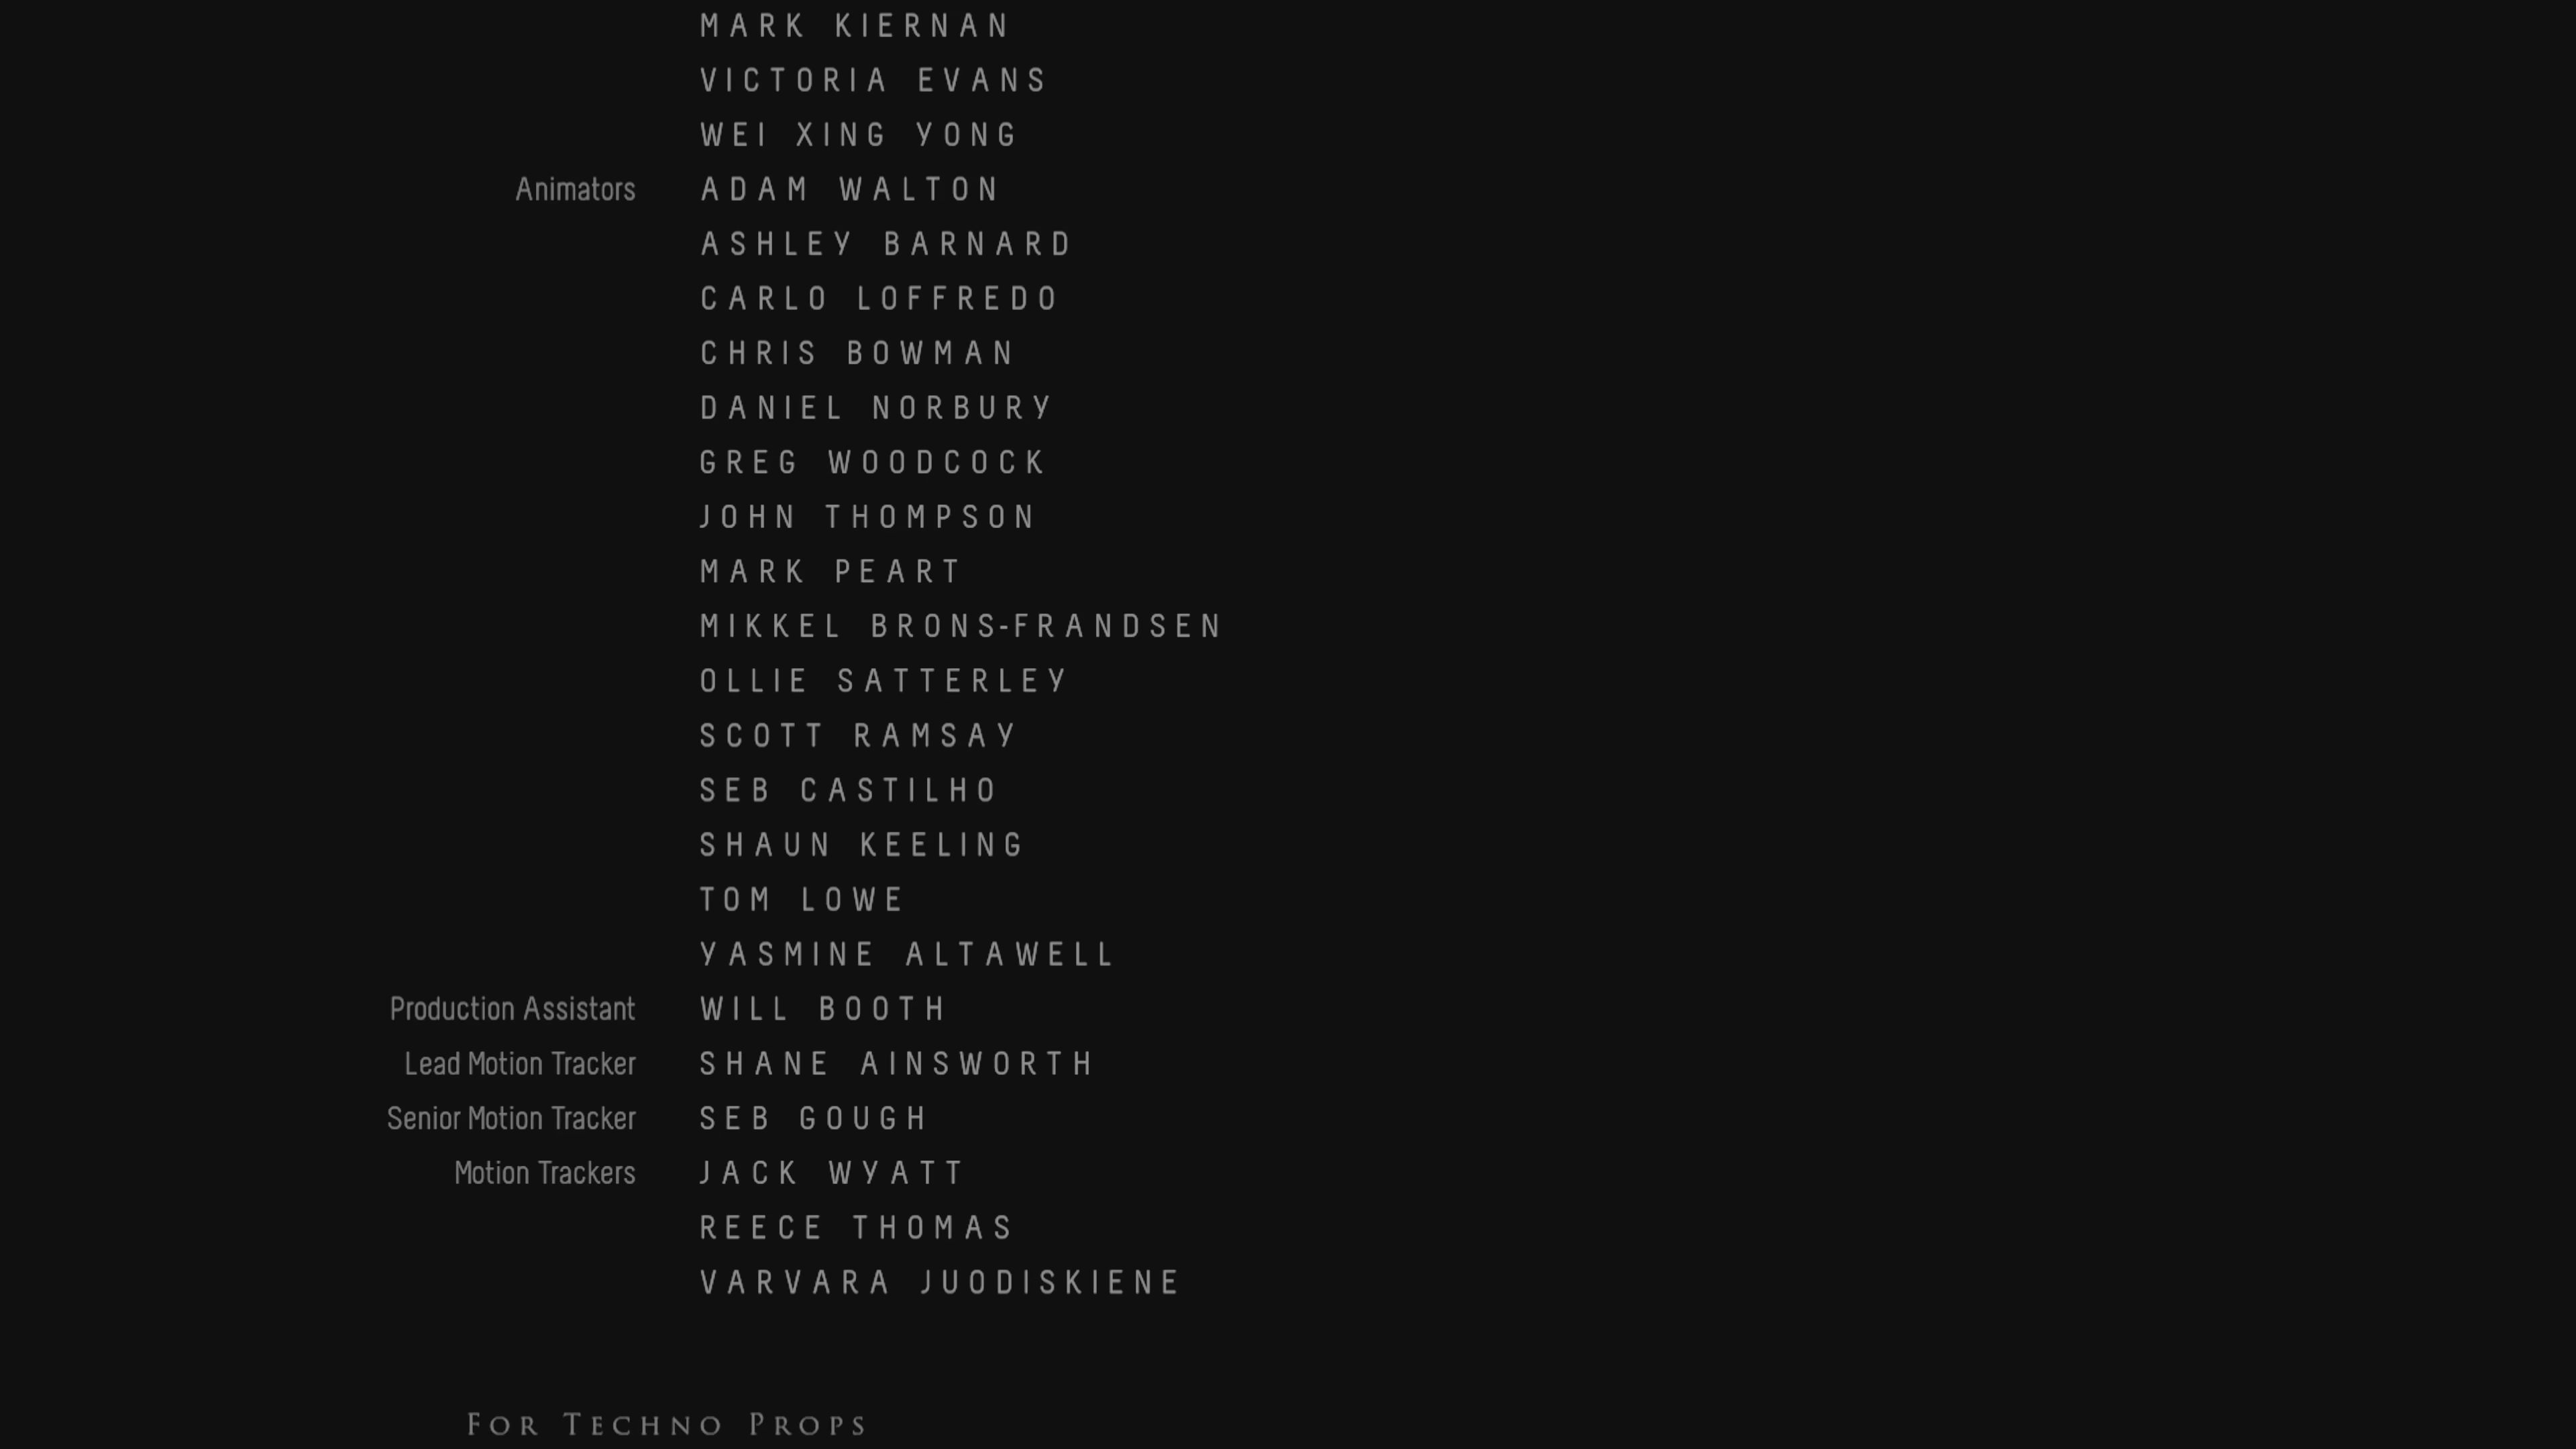 MARK KIERNAN
VICTORIA EVANS
WEI XING YONG
Animators ADAM WALTON
ASHLEY BARNARD
CARLO LOFFREDO
CHRIS BOWMAN
DANIEL NORBURY
GREG WOODCOCK
JOHN THOMPSON
MARK PEART
MIKKEL BRONS-FRANDSEN
OLLIE SATTERLEY
SCOTT RAMSAY
SEB CASTILHO
SHAUN KEELING
TOM LOWE
YASMINE ALTAWELL
Production Assistant WILL BOOTH
Lead Motion Tracker SHANE AINSWORTH
Senior Motion Tracker SEB GOUGH
Motion Trackers JACK WYATT
REECE THOMAS
VARVARA JUODISKIENE
FOR TECHNO PROPS